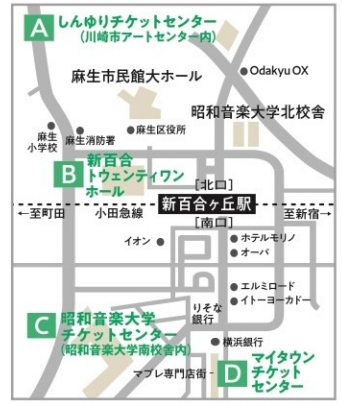 A しんゆりチケットセンター
（川崎市アートセンター内）
麻生市民館大ホール
Odakyu OX
昭和音楽大学北校舎
麻生
小学校
麻生消防署
麻生区役所
B 新百合
トウェンティワン
ホール
[北口]
←至町田
小田急線
新百合ヶ丘駅
至新宿→
[南口]
イオン
ホテルモリノ
オーパ
エルミロード
イトーヨーカドー
りそな
銀行
C 昭和音楽大学
チケットセンター
（昭和音楽大学南校舎内）
横浜銀行
マプレ専門店街
D マイタウン
チケット
センター